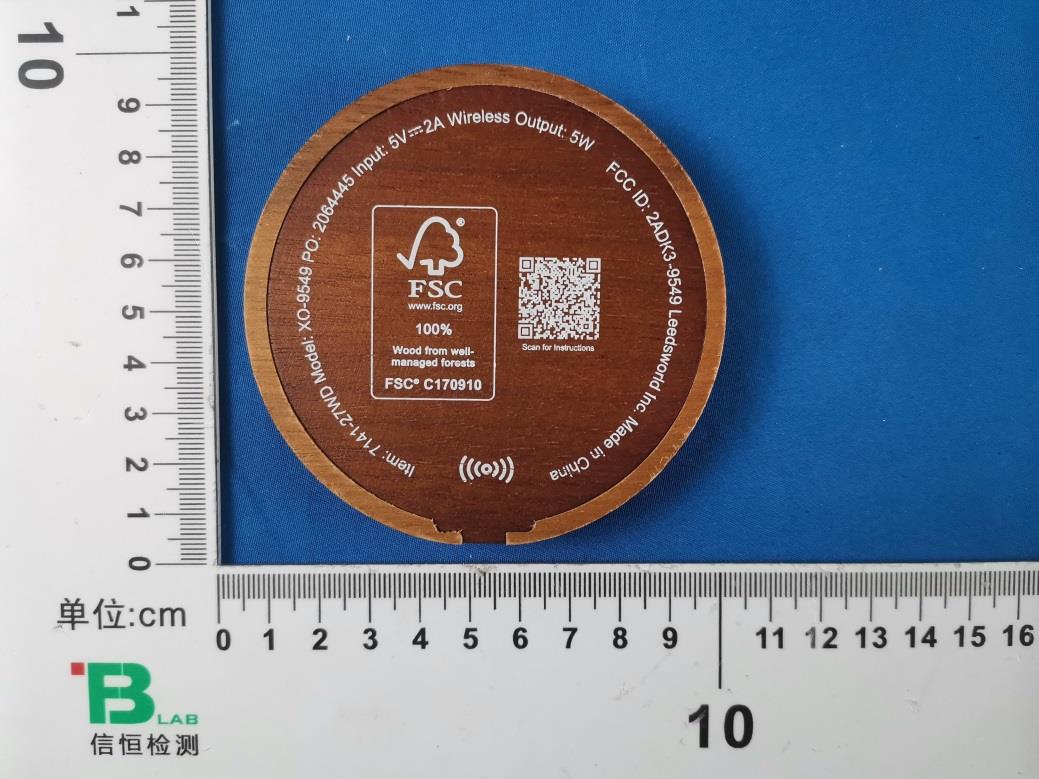 Item: 7141-27WD Model: XO-9549 PO: 2064445 Input: 5V⎓2A Wireless Output: 5W
FCC ID: 2ADK3-9549 Leedsworld Inc. Made in China
®
FSC
www.fsc.org
100%
Wood from well-
managed forests
FSC® C170910
Scan for Instructions
1
10
9
8
7
6
5
4
3
2
1
0
单位:cm
0 1 2 3 4 5 6 7 8 9 11 12 13 14 15 16
10
B LAB
信恒检测